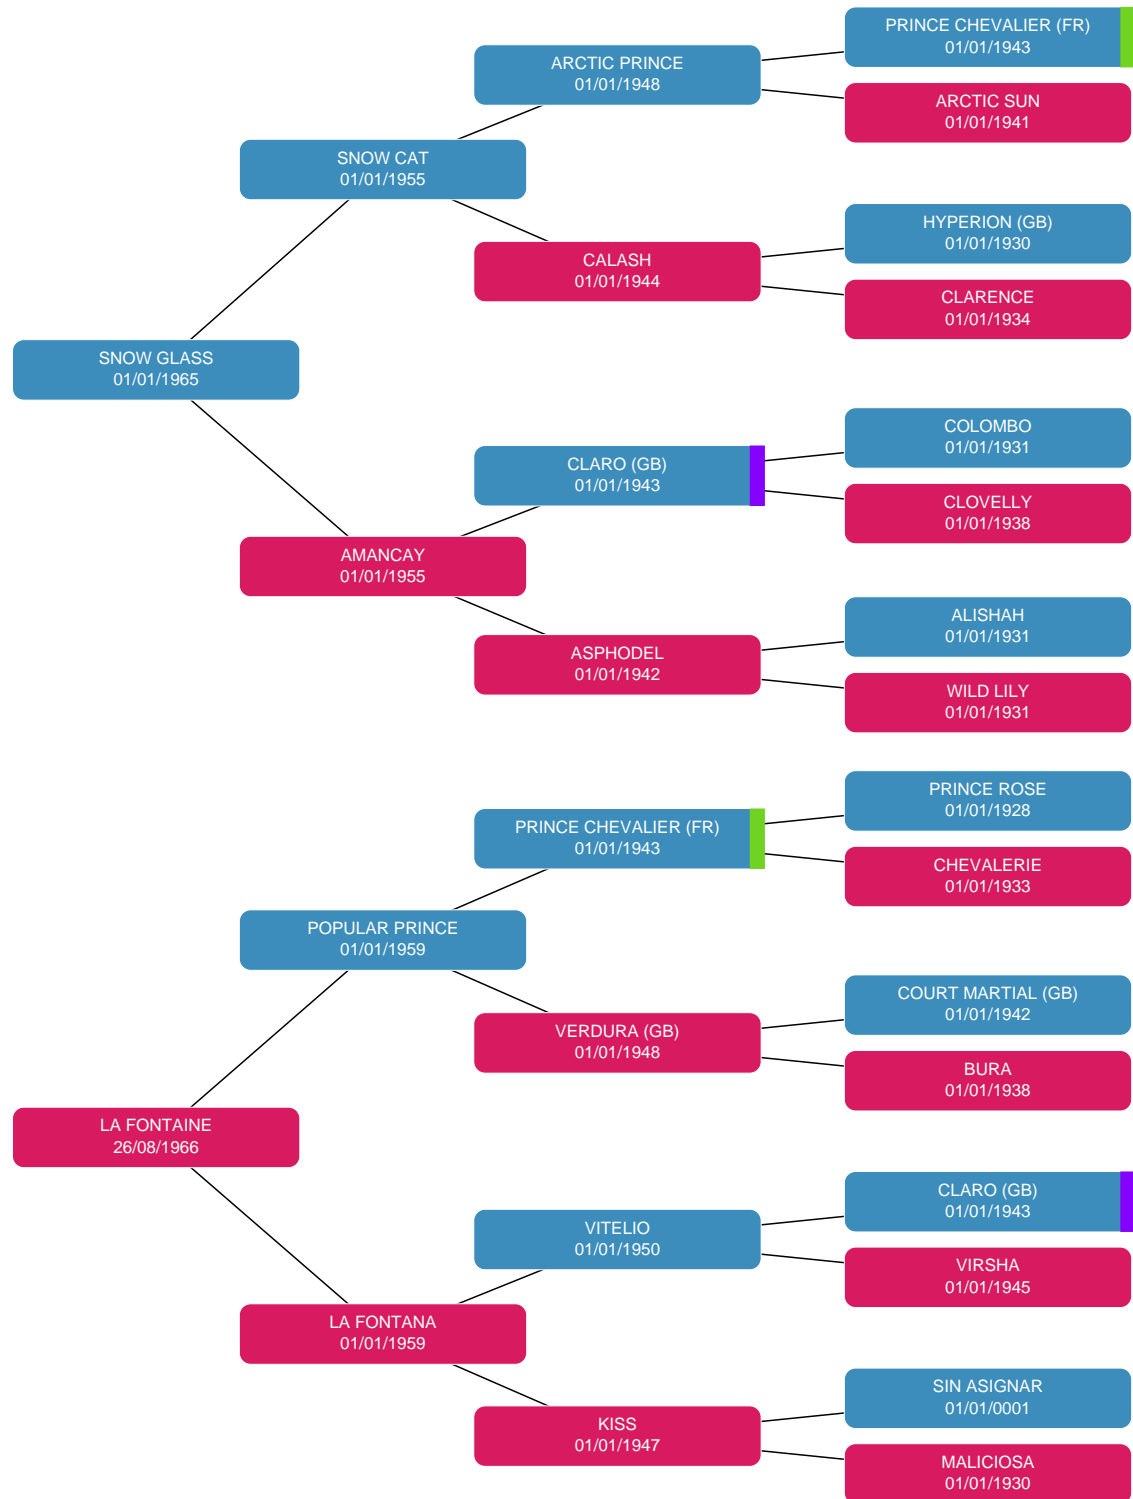 PRINCE CHEVALIER (FR)
01/01/1943
ARCTIC PRINCE
01/01/1948
ARCTIC SUN
01/01/1941
SNOW CAT
01/01/1955
HYPERION (GB)
01/01/1930
CALASH
01/01/1944
CLARENCE
01/01/1934
SNOW GLASS
01/01/1965
COLOMBO
01/01/1931
CLARO (GB)
01/01/1943
CLOVELLY
01/01/1938
AMANCAY
01/01/1955
ALISHAH
01/01/1931
ASPHODEL
01/01/1942
WILD LILY
01/01/1931
PRINCE ROSE
01/01/1928
PRINCE CHEVALIER (FR)
01/01/1943
CHEVALERIE
01/01/1933
POPULAR PRINCE
01/01/1959
COURT MARTIAL (GB)
01/01/1942
VERDURA (GB)
01/01/1948
BURA
01/01/1938
LA FONTAINE
26/08/1966
CLARO (GB)
01/01/1943
VITELIO
01/01/1950
VIRSHA
01/01/1945
LA FONTANA
01/01/1959
SIN ASIGNAR
01/01/0001
KISS
01/01/1947
MALICIOSA
01/01/1930